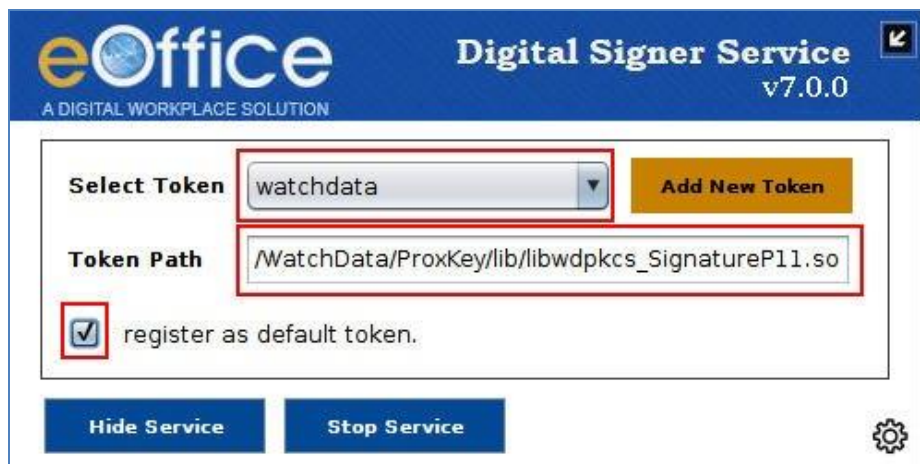 eOffice
A DIGITAL WORKPLACE SOLUTION
Digital Signer Service
v7.0.0
Select Token
watchdata
Add New Token
Token Path
/WatchData/ProxKey/lib/libwdpkcs_SignatureP11.so
register as default token.
Hide Service
Stop Service